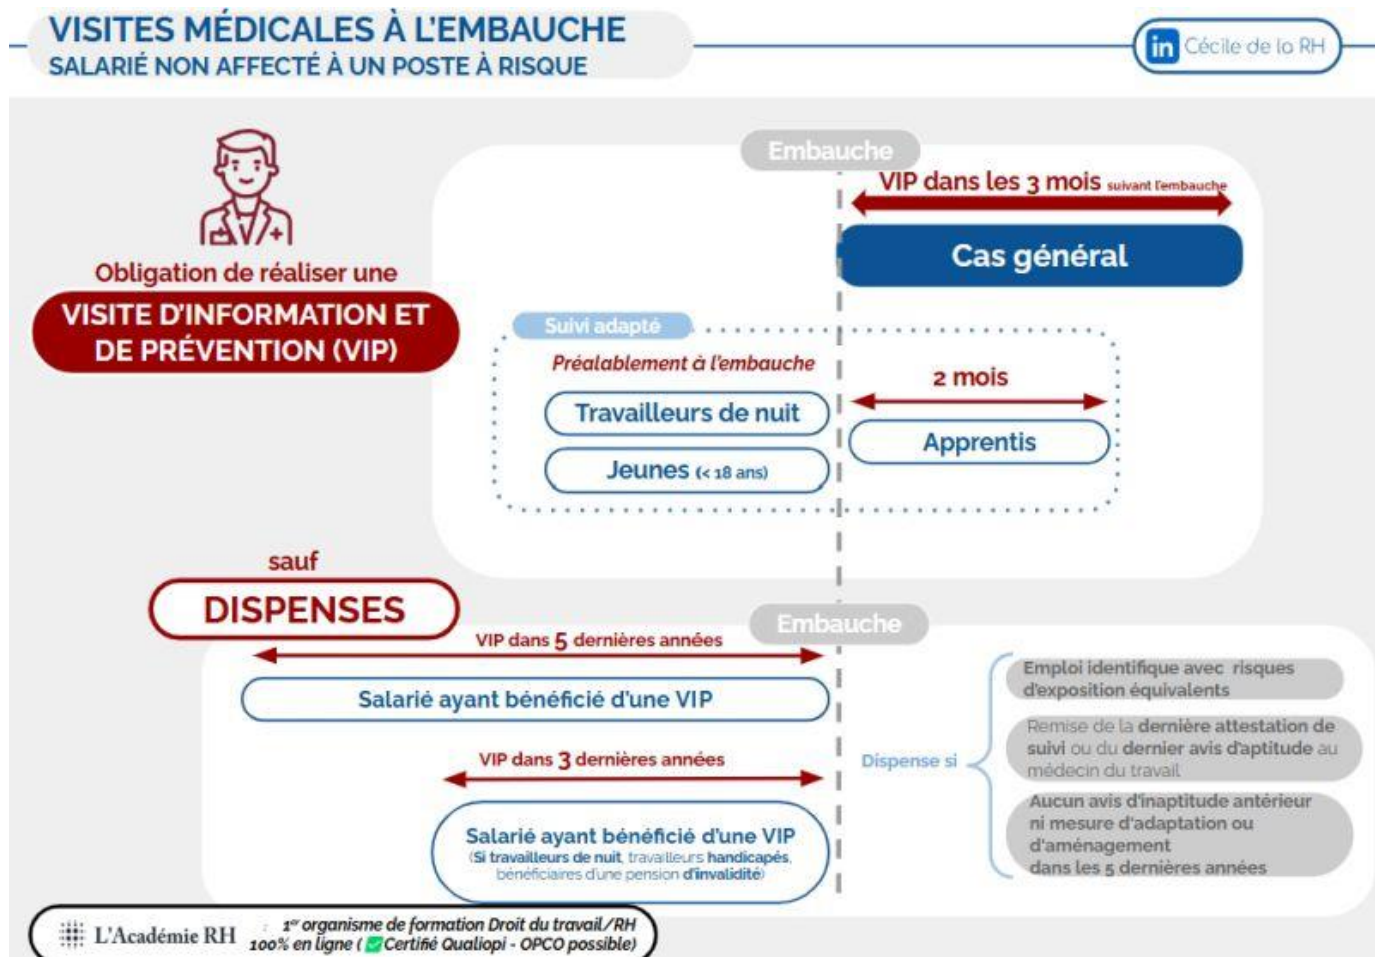 VISITES MÉDICALES À L'EMBAUCHE
SALARIÉ NON AFFECTÉ À UN POSTE À RISQUE
in Cécile de la RH
Embauche
VIP dans les 3 mois suivant l'embauche
Cas général
Obligation de réaliser une
VISITE D'INFORMATION ET
DE PRÉVENTION (VIP)
Suivi adapté
Préalablement à l'embauche
Travailleurs de nuit
Jeunes (< 18 ans)
2 mois
Apprentis
sauf
DISPENSES
Embauche
VIP dans 5 dernières années
Salarié ayant bénéficié d'une VIP
VIP dans 3 dernières années
Salarié ayant bénéficié d'une VIP
(Si travailleurs de nuit, travailleurs handicapés,
bénéficiaires d'une pension d'invalidité)
Dispense si
Emploi identifique avec risques
d'exposition équivalents
Remise de la dernière attestation de
suivi ou du dernier avis d'aptitude au
médecin du travail
Aucun avis d'inaptitude antérieur
ni mesure d'adaptation ou
d'aménagement
dans les 5 dernières années
L'Académie RH : 1er organisme de formation Droit du travail/RH
100% en ligne ( ✅ Certifié Qualiopi - OPCO possible)